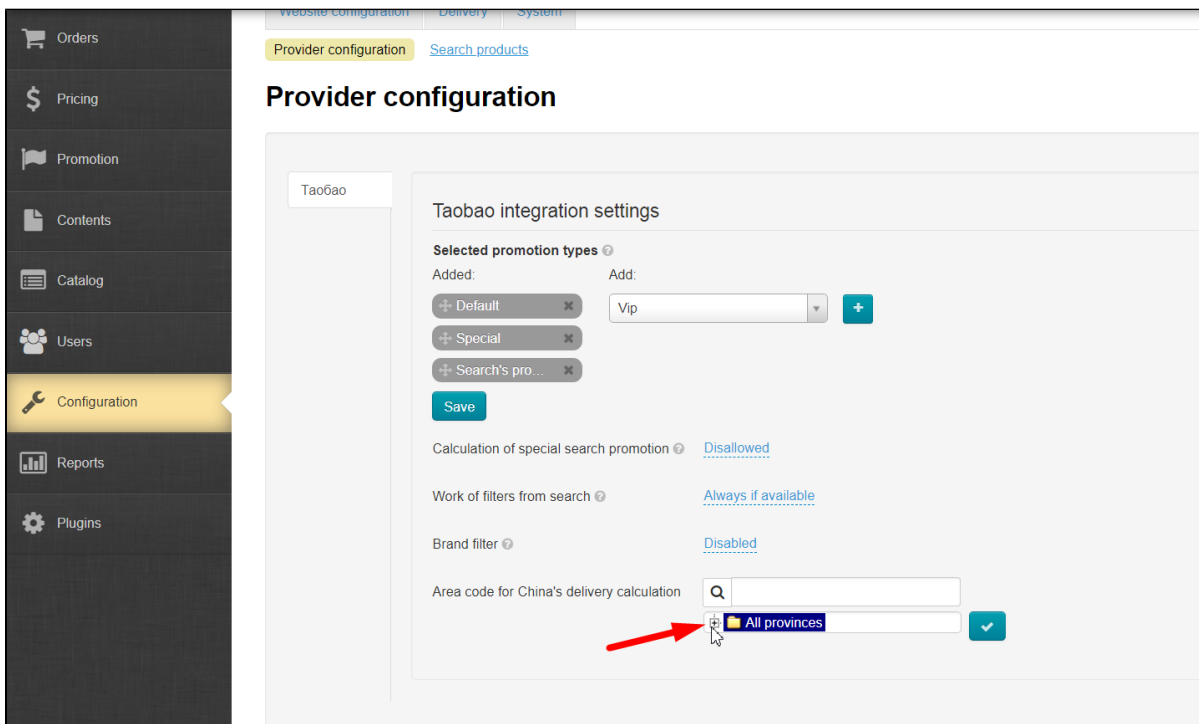 Website configuration Delivery System
Orders
Provider configuration Search products
Pricing
Provider configuration
Promotion
Таобао
Contents
Taobao integration settings
Selected promotion types
Added: Add:
Catalog
Default Vip
Special
Users
Search's pro...
Configuration
Save
Calculation of special search promotion Disallowed
Reports
Work of filters from search Always if available
Plugins
Brand filter Disabled
Area code for China's delivery calculation
All provinces